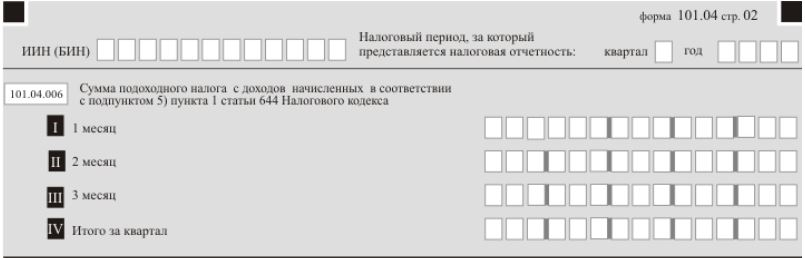 форма 101.04 стр. 02
ИИН (БИН)
Налоговый период, за который
представляется налоговая отчетность:
квартал
год
101.04.006
Сумма подоходного налога с доходов начисленных в соответствии
с подпунктом 5) пункта 1 статьи 644 Налогового кодекса
I 1 месяц
II 2 месяц
III 3 месяц
IV Итого за квартал